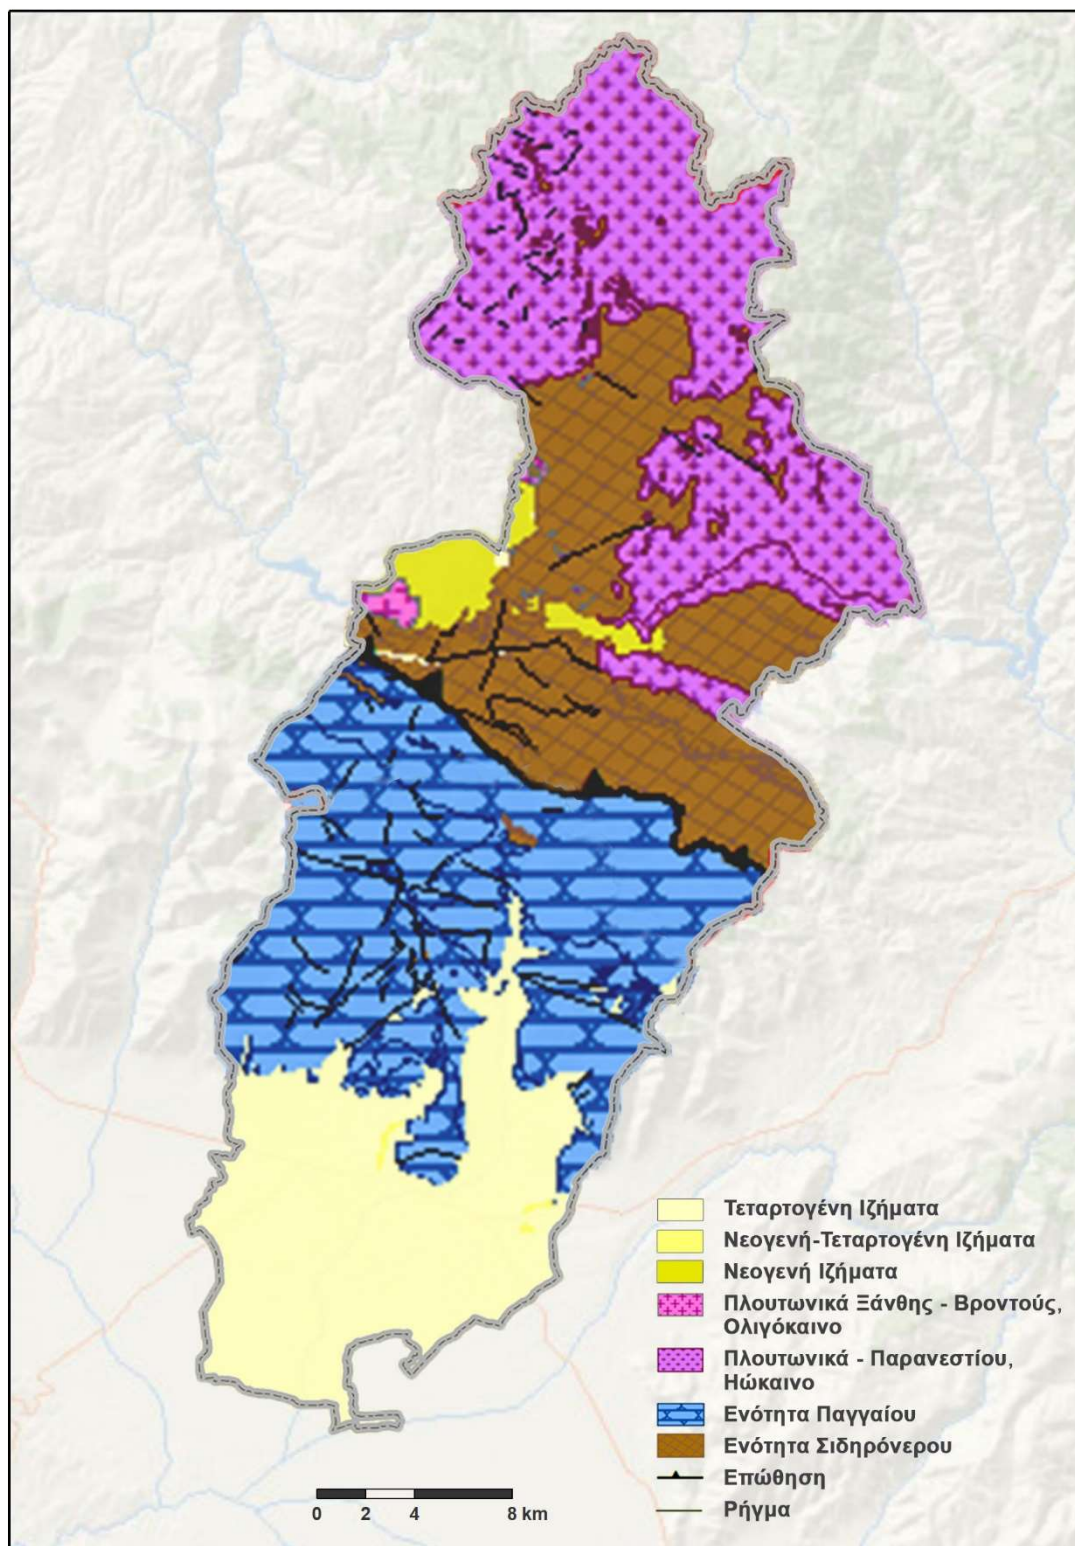 Τεταρτογένη Ιζήματα
Νεογενή-Τεταρτογένη Ιζήματα
Νεογενή Ιζήματα
Πλουτωνικά Ξάνθης - Βροντούς,
Ολιγόκαινο
Πλουτωνικά - Παρανεστίου,
Ηώκαινο
Ενότητα Παγγαίου
Ενότητα Σιδηρόνερου
Επώθηση
Ρήγμα
0 2 4 8 km